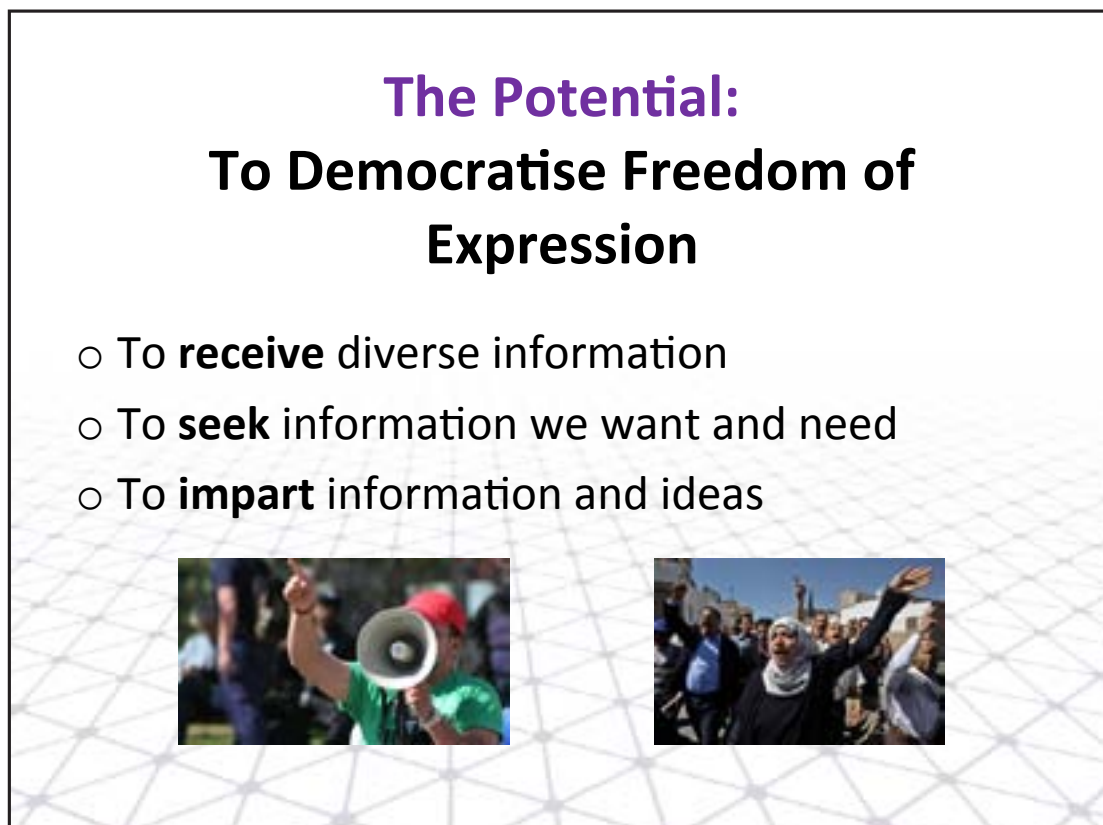 The Potential:
To Democratise Freedom of
Expression
○ To receive diverse information
○ To seek information we want and need
○ To impart information and ideas